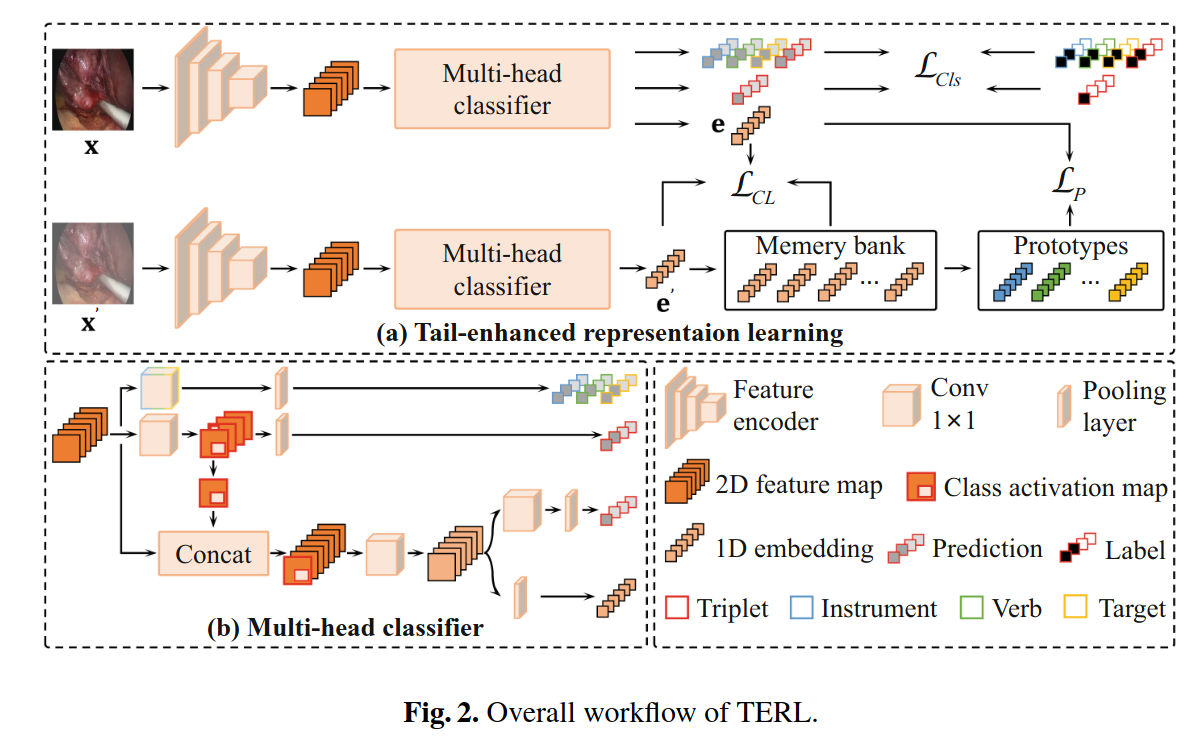 Multi-head
classifier
x
e
ℒCls
ℒCL
ℒP
Multi-head
classifier
x′
e′
Memery bank
...
Prototypes
...
(a) Tail-enhanced representaion learning
Concat
(b) Multi-head classifier
Feature
encoder
Conv
1×1
Pooling
layer
2D feature map
Class activation map
1D embedding
Prediction
Label
Triplet
Instrument
Verb
Target
Fig. 2. Overall workflow of TERL.